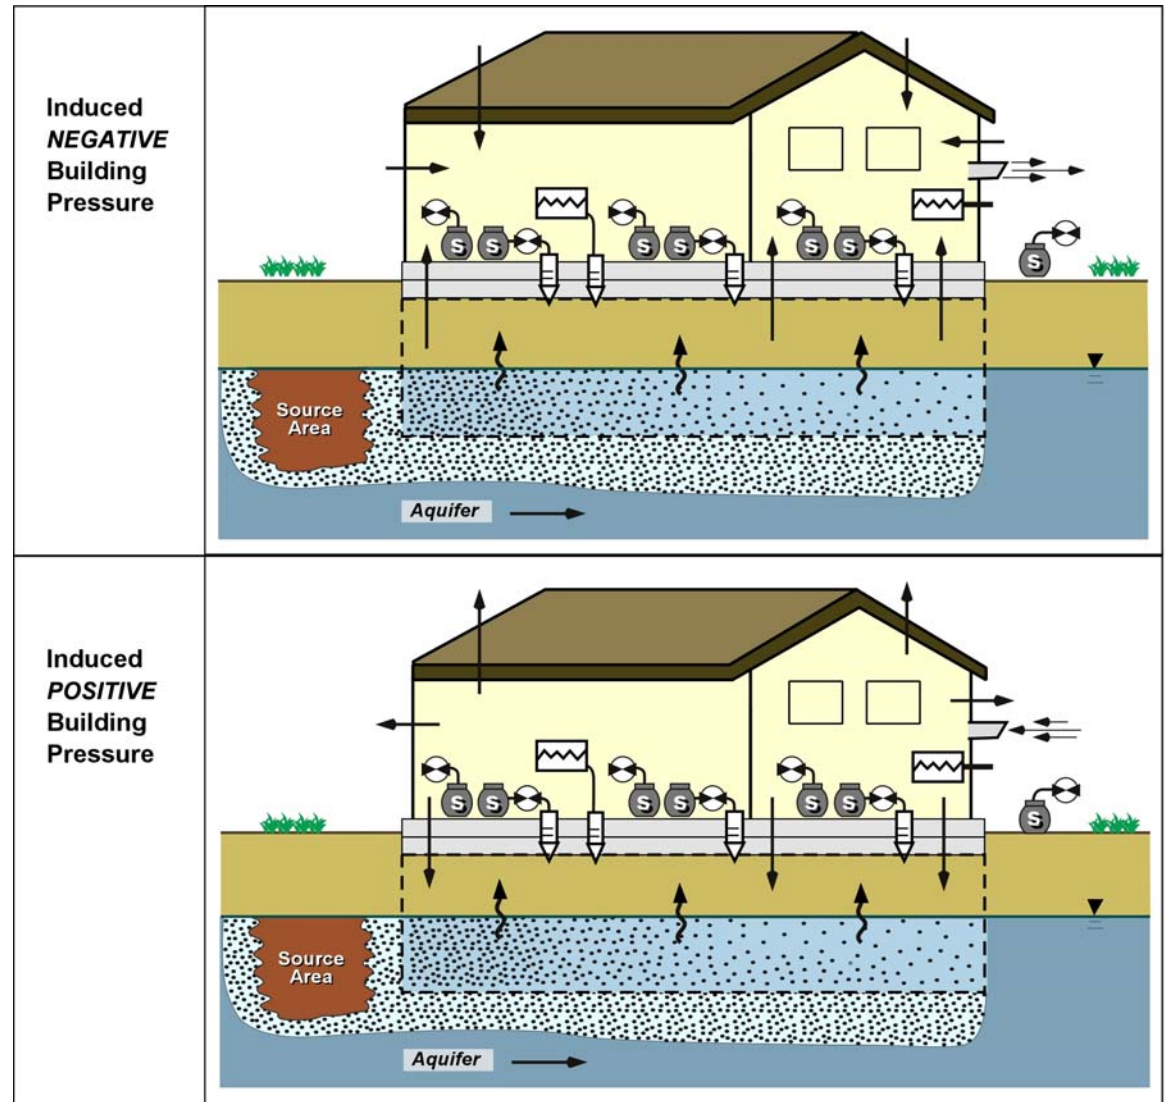 Induced
NEGATIVE
Building
Pressure
S
S
S
S
S
S
S
Source
Area
Aquifer
Induced
POSITIVE
Building
Pressure
S
S
S
S
S
S
S
Source
Area
Aquifer